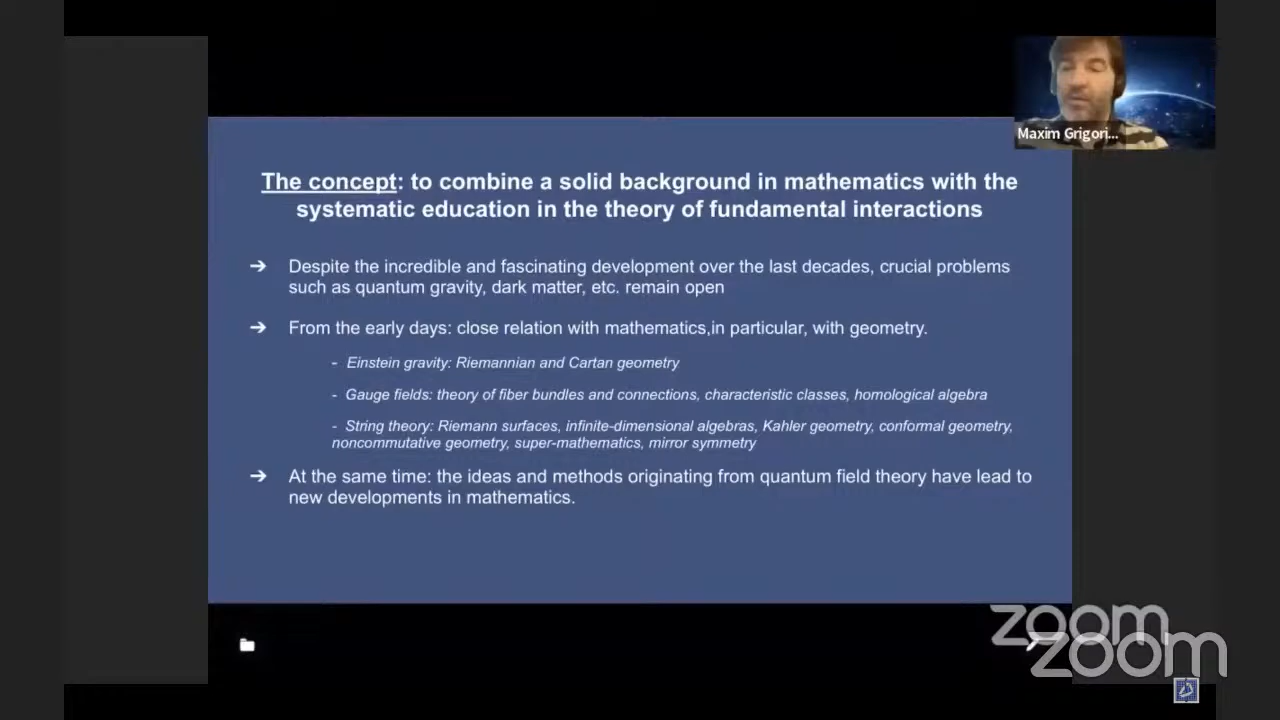 Maxim Grigori...
The concept: to combine a solid background in mathematics with the
systematic education in the theory of fundamental interactions
➔ Despite the incredible and fascinating development over the last decades, crucial problems
such as quantum gravity, dark matter, etc. remain open
➔ From the early days: close relation with mathematics,in particular, with geometry.
- Einstein gravity: Riemannian and Cartan geometry
- Gauge fields: theory of fiber bundles and connections, characteristic classes, homological algebra
- String theory: Riemann surfaces, infinite-dimensional algebras, Kahler geometry, conformal geometry,
noncommutative geometry, super-mathematics, mirror symmetry
➔ At the same time: the ideas and methods originating from quantum field theory have lead to
new developments in mathematics.
zoom
zoom